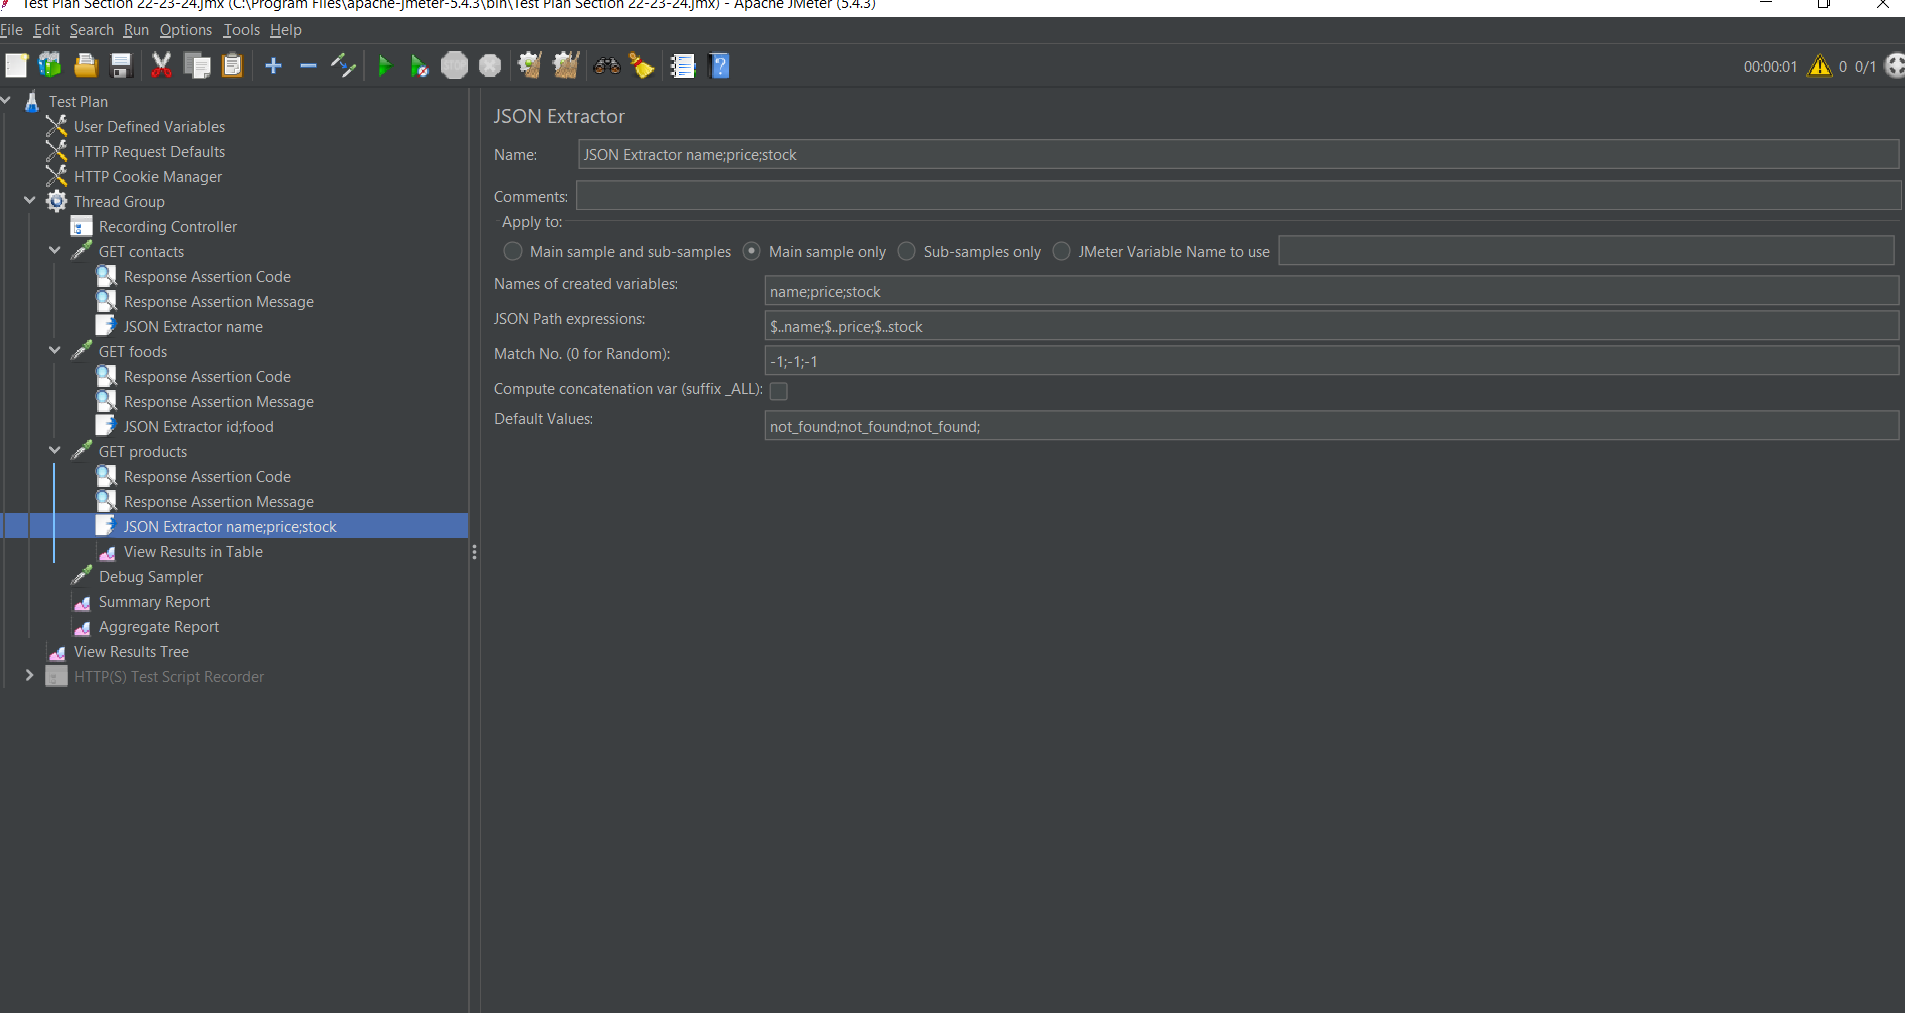 Test Plan Section 22-23-24.jmx (C:\Program Files\apache-jmeter-5.4.3\bin\Test Plan Section 22-23-24.jmx) - Apache JMeter (5.4.3)
File Edit Search Run Options Tools Help
STOP
00:00:01 0 0/1
Test Plan
User Defined Variables
HTTP Request Defaults
HTTP Cookie Manager
Thread Group
Recording Controller
GET contacts
Response Assertion Code
Response Assertion Message
JSON Extractor name
GET foods
Response Assertion Code
Response Assertion Message
JSON Extractor id;food
GET products
Response Assertion Code
Response Assertion Message
JSON Extractor name;price;stock
View Results in Table
Debug Sampler
Summary Report
Aggregate Report
View Results Tree
HTTP(S) Test Script Recorder
JSON Extractor
Name: JSON Extractor name;price;stock
Comments:
Apply to:
Main sample and sub-samples Main sample only Sub-samples only JMeter Variable Name to use
Names of created variables: name;price;stock
JSON Path expressions: $..name;$..price;$..stock
Match No. (0 for Random): -1;-1;-1
Compute concatenation var (suffix _ALL):
Default Values: not_found;not_found;not_found;